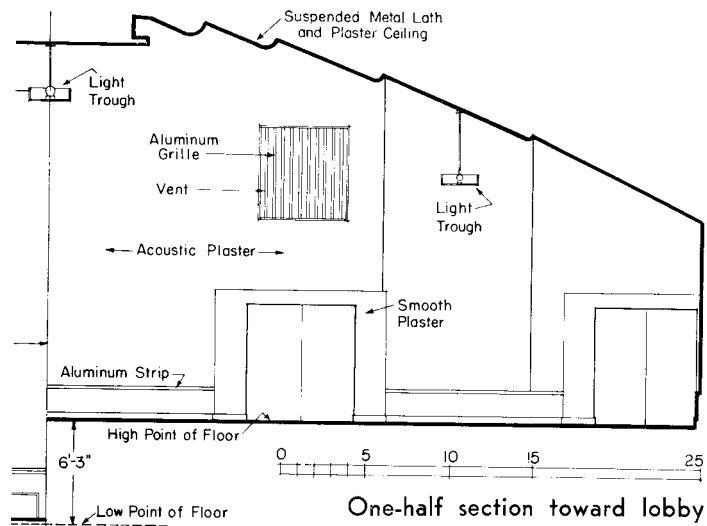 Suspended Metal Lath
and Plaster Ceiling
Light
Trough
Aluminum
Grille
Vent
Light
Trough
Acoustic Plaster
Smooth
Plaster
Aluminum Strip
High Point of Floor
6'-3"
0 5 10 15 25
Low Point of Floor
One-half section toward lobby